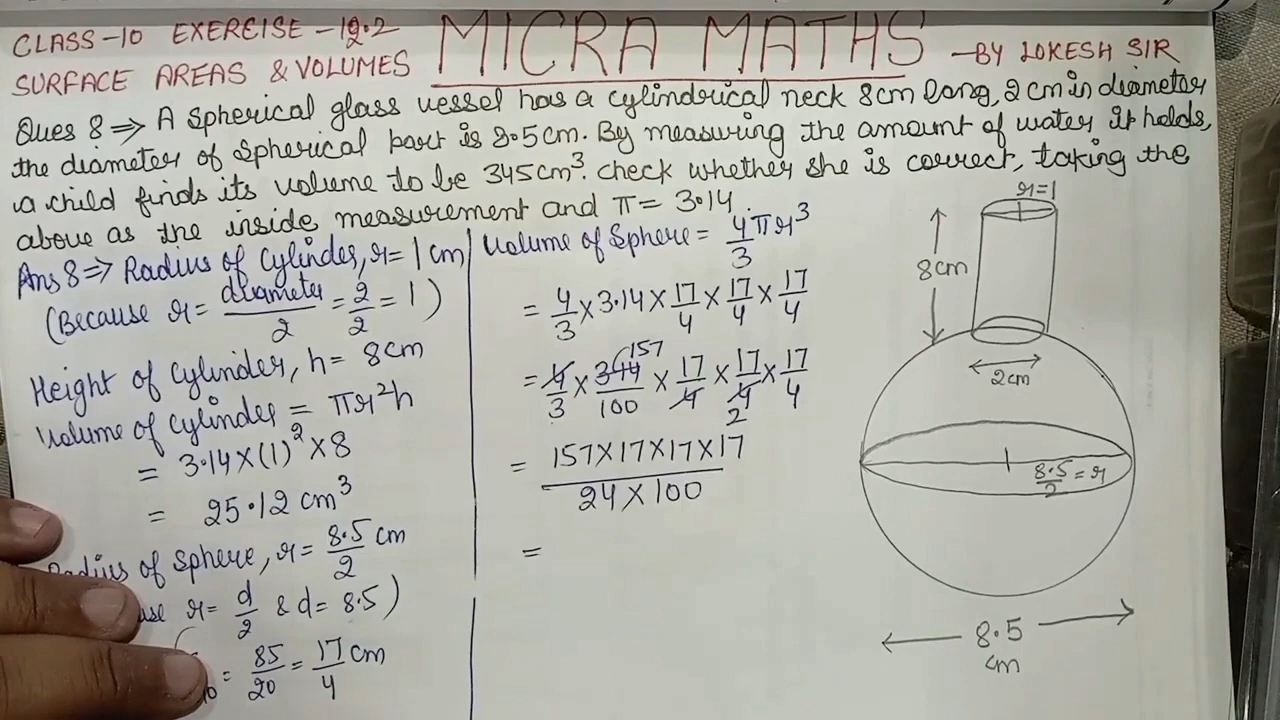 CLASS-10 EXERCISE -12.2
SURFACE AREAS & VOLUMES
MICRA MATHS
-BY LOKESH SIR
Ques 8 ⇒ A Spherical glass vessel has a cylindrical neck 8cm long, 2 cm in diameter
the diameter of Spherical part is 8.5 cm. By measuring the amount of water it holds,
a child finds its volume to be 345 cm³. check whether she is correct, taking the
above as the inside measurement and π = 3.14.
Ans 8 ⇒ Radius of Cylinder, r = 1 cm
(Because r = diameter/2 = 2/2 = 1)
Height of cylinder, h = 8cm
Volume of cylinder = πr²h
= 3.14 × (1)² × 8
= 25.12 cm³
Radius of sphere, r = 8.5/2 cm
r = d/2 & d = 8.5)
= 85/20 = 17/4 cm
Volume of Sphere = 4/3 πr³
= 4/3 × 3.14 × 17/4 × 17/4 × 17/4
157
= 4/3 × 314/100 × 17/4 × 17/4 × 17/4
2
= 157×17×17×17 / 24×100
=
r=1
8cm
2cm
8.5/2 = r
8.5
cm